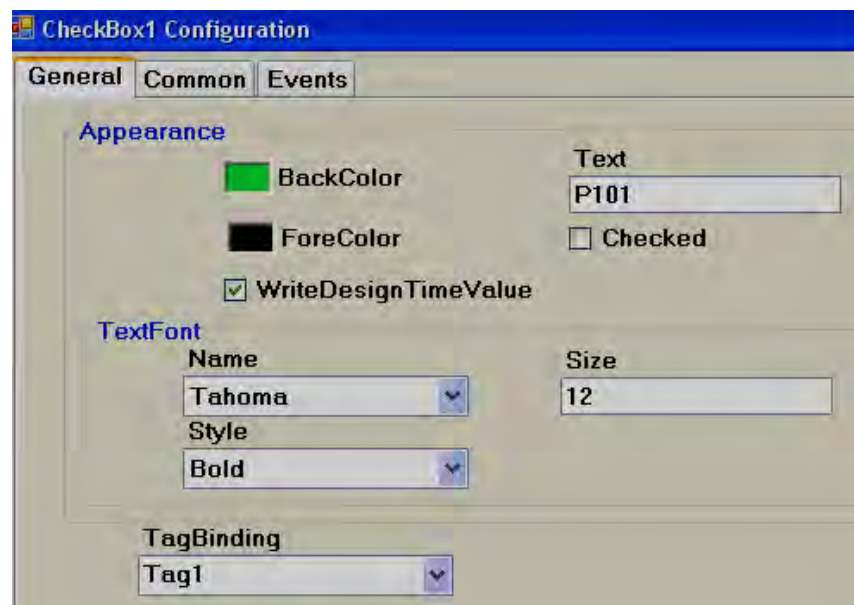 CheckBox1 Configuration
General Common Events
Appearance
BackColor
Text
P101
ForeColor
Checked
WriteDesignTimeValue
TextFont
Name
Size
Tahoma
12
Style
Bold
TagBinding
Tag1